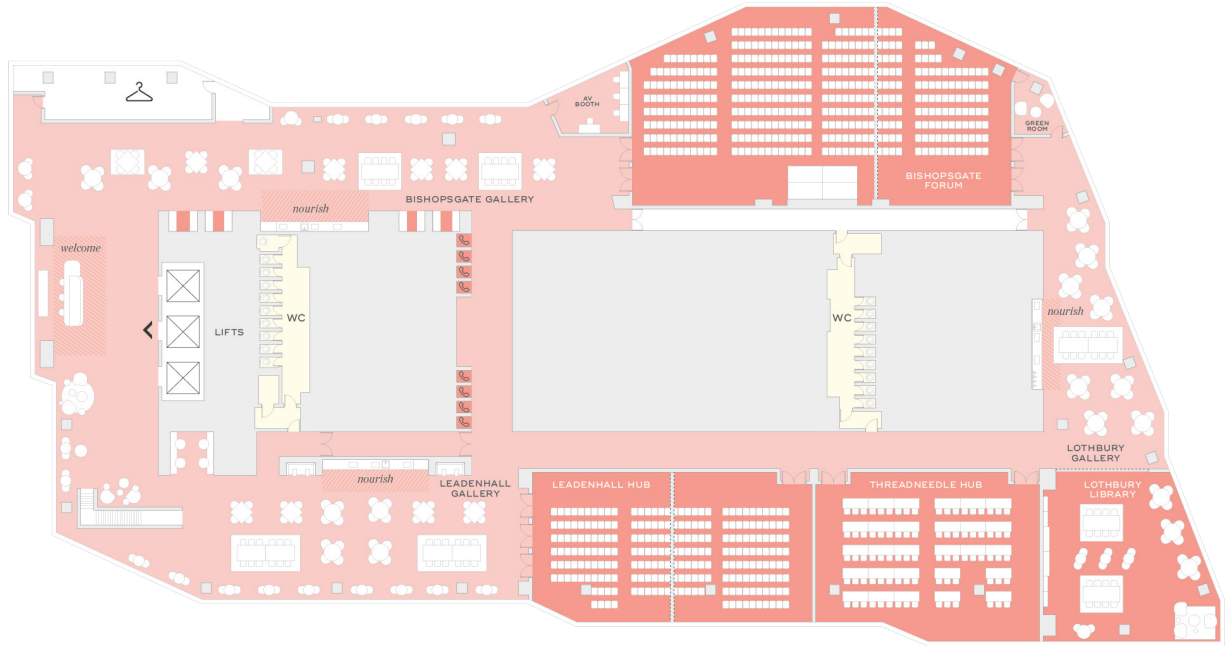 AV
BOOTH
GREEN
ROOM
BISHOPSGATE
FORUM
nourish
BISHOPSGATE GALLERY
welcome
LIFTS
WC
WC
nourish
LOTHBURY
GALLERY
nourish
LEADENHALL
GALLERY
LEADENHALL HUB
THREADNEEDLE HUB
LOTHBURY
LIBRARY